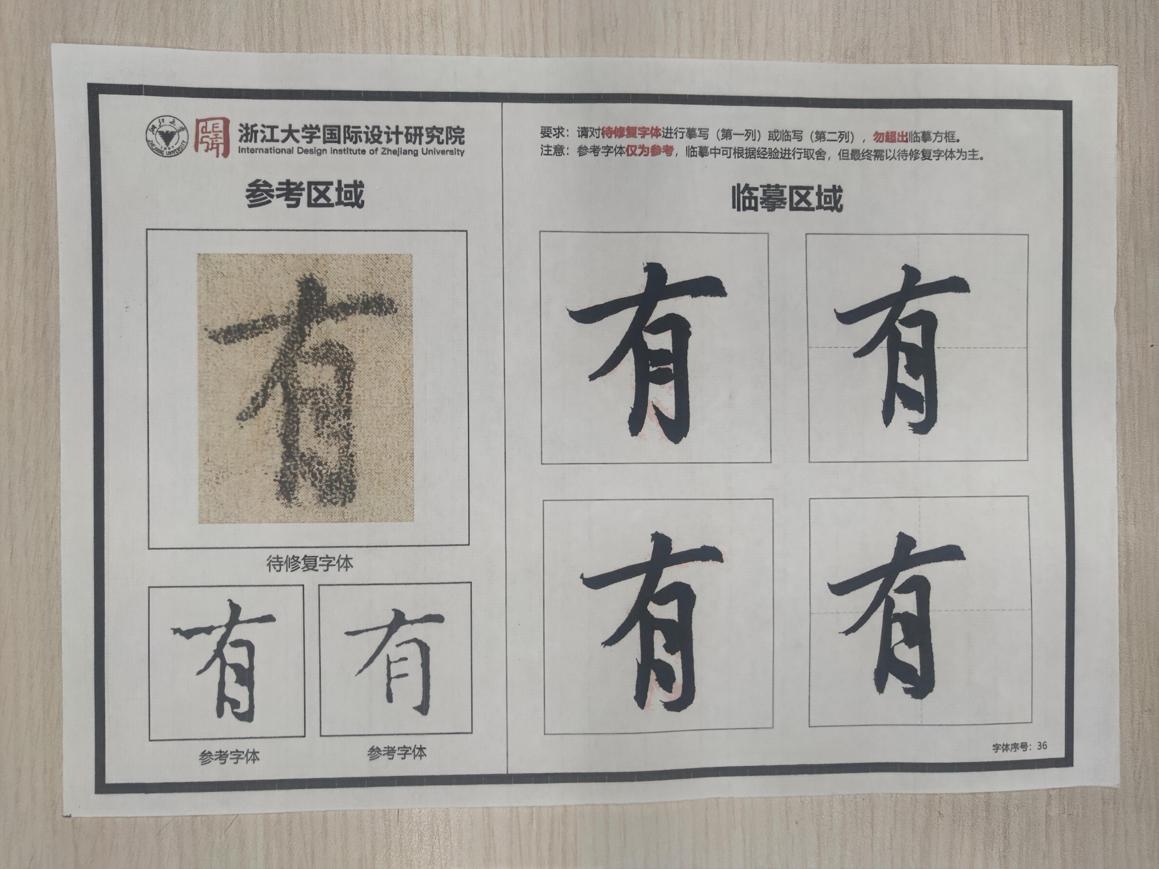 浙江大学国际设计研究院
International Design Institute of Zhejiang University
参考区域
有
待修复字体
有
有
参考字体
参考字体
要求：请对待修复字体进行摹写（第一列）或临写（第二列），勿超出临摹方框。
注意：参考字体仅为参考，临摹中可根据经验进行取舍，但最终需以待修复字体为主。
临摹区域
有
有
有
有
字体序号：36